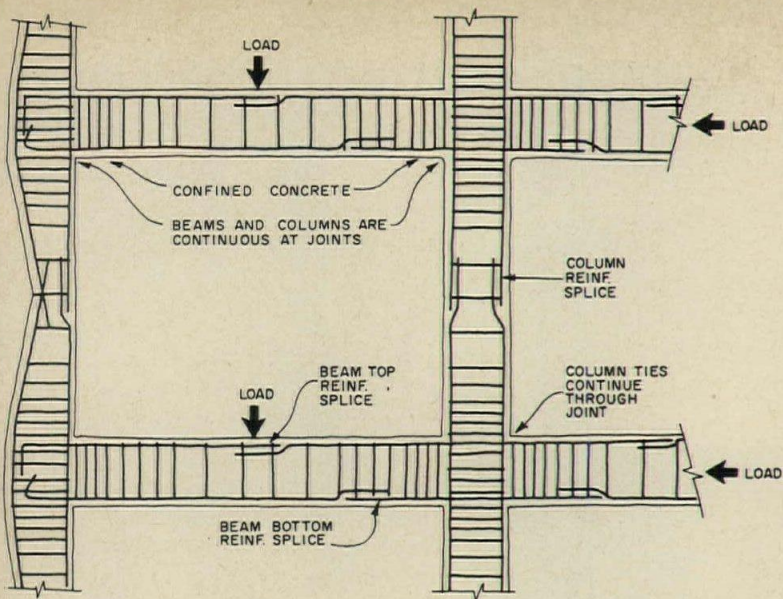 LOAD
LOAD
CONFINED CONCRETE
BEAMS AND COLUMNS ARE
CONTINUOUS AT JOINTS
COLUMN
REINF.
SPLICE
BEAM TOP
REINF.
SPLICE
LOAD
COLUMN TIES
CONTINUE
THROUGH
JOINT
LOAD
BEAM BOTTOM
REINF. SPLICE